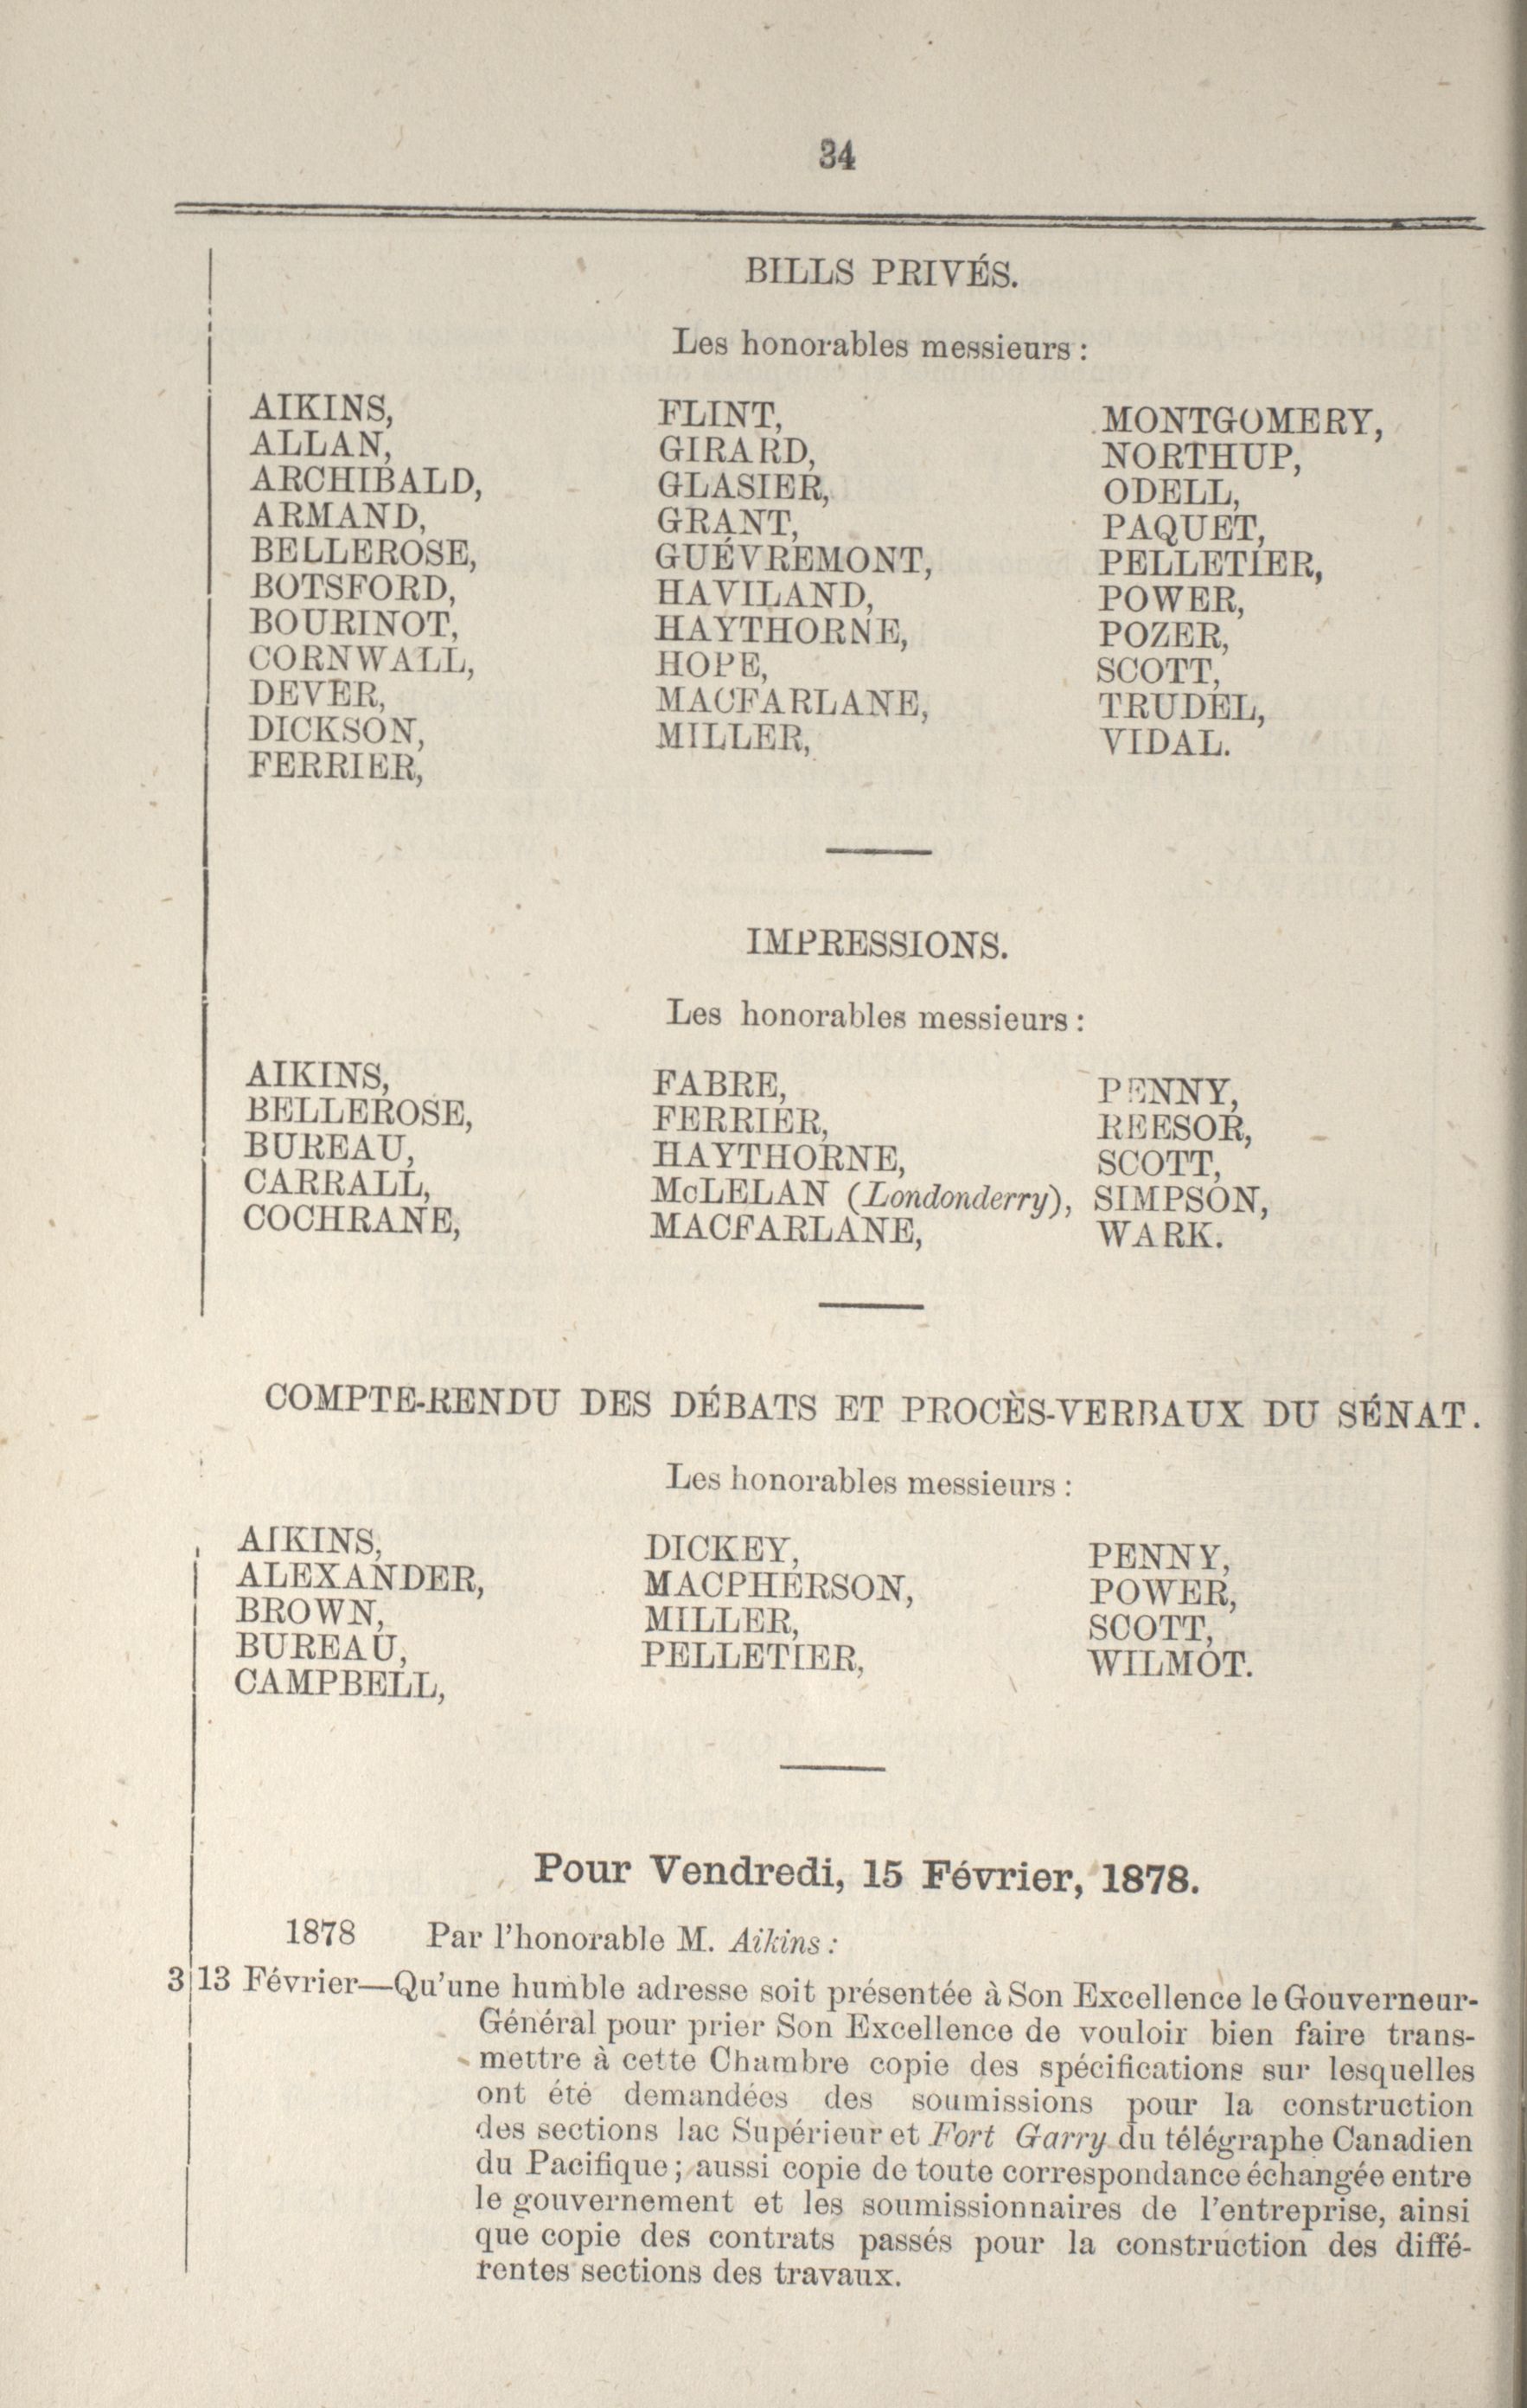 34
BILLS PRIVÉS.
Les honorables messieurs :
AIKINS,
ALLAN,
ARCHIBALD,
ARMAND,
BELLEROSE,
BOTSFORD,
BOURINOT,
CORNWALL,
DEVER,
DICKSON,
FERRIER,
FLINT,
GIRARD,
GLASIER,
GRANT,
GUÉVREMONT,
HAVILAND,
HAYTHORNE,
HOPE,
MACFARLANE,
MILLER,
MONTGOMERY,
NORTHUP,
ODELL,
PAQUET,
PELLETIER,
POWER,
POZER,
SCOTT,
TRUDEL,
VIDAL.
IMPRESSIONS.
Les honorables messieurs :
AIKINS,
BELLEROSE,
BUREAU,
CARRALL,
COCHRANE,
FABRE,
FERRIER,
HAYTHORNE,
McLELAN (Londonderry),
MACFARLANE,
PENNY,
REESOR,
SCOTT,
SIMPSON,
WARK.
COMPTE-RENDU DES DÉBATS ET PROCÈS-VERBAUX DU SÉNAT.
Les honorables messieurs :
AIKINS,
ALEXANDER,
BROWN,
BUREAU,
CAMPBELL,
DICKEY,
MACPHERSON,
MILLER,
PELLETIER,
PENNY,
POWER,
SCOTT,
WILMOT.
Pour Vendredi, 15 Février, 1878.
1878 Par l'honorable M. Aikins :
3 13 Février—Qu'une humble adresse soit présentée à Son Excellence le Gouverneur-
Général pour prier Son Excellence de vouloir bien faire trans-
mettre à cette Chambre copie des spécifications sur lesquelles
ont été demandées des soumissions pour la construction
des sections lac Supérieur et Fort Garry du télégraphe Canadien
du Pacifique ; aussi copie de toute correspondance échangée entre
le gouvernement et les soumissionnaires de l'entreprise, ainsi
que copie des contrats passés pour la construction des diffé-
rentes sections des travaux.